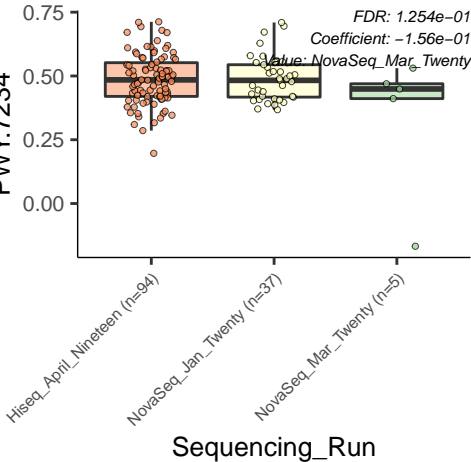 FDR: 1.254e−01
Coefficient: −1.56e−01
Value: NovaSeq_Mar_Twenty
PWY.7234
0.75
0.50
0.25
0.00
Hiseq_April_Nineteen (n=94)
NovaSeq_Jan_Twenty (n=37)
NovaSeq_Mar_Twenty (n=5)
Sequencing_Run